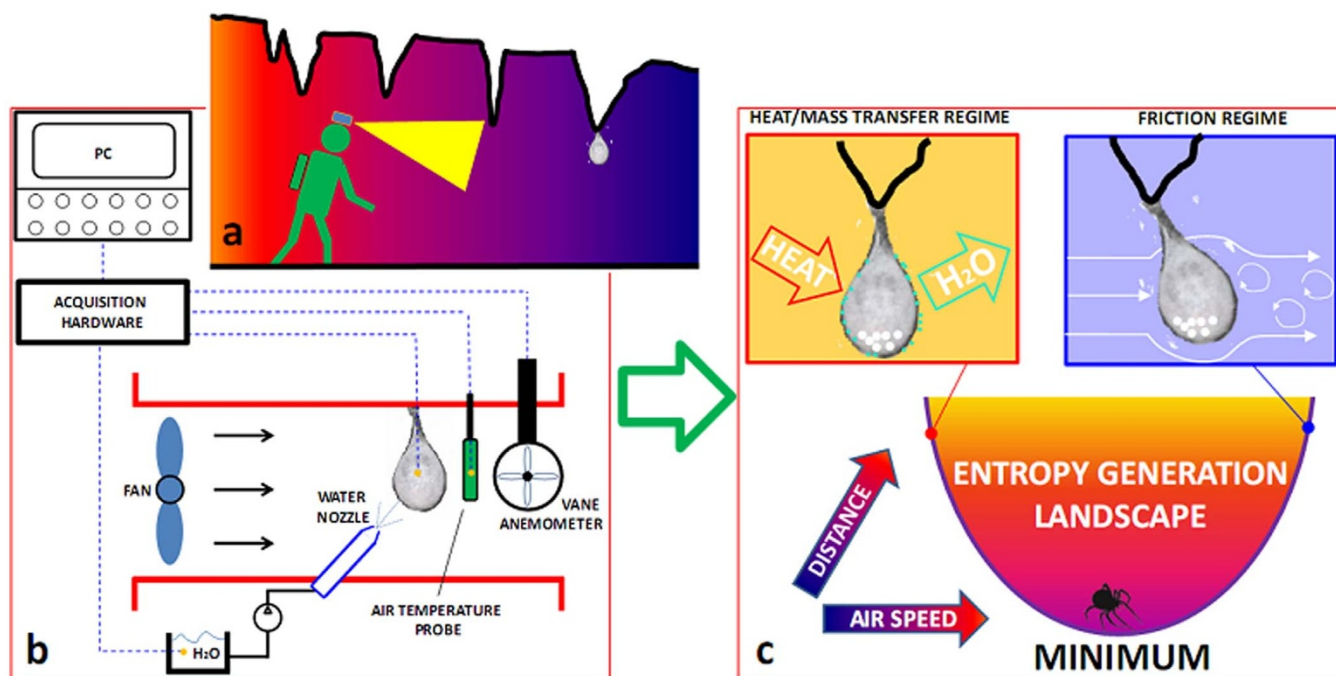 a
PC
ACQUISITION
HARDWARE
FAN
WATER
NOZZLE
VANE
ANEMOMETER
AIR TEMPERATURE
PROBE
H₂O
b
HEAT/MASS TRANSFER REGIME
FRICTION REGIME
HEAT
H₂O
ENTROPY GENERATION
LANDSCAPE
DISTANCE
AIR SPEED
MINIMUM
c